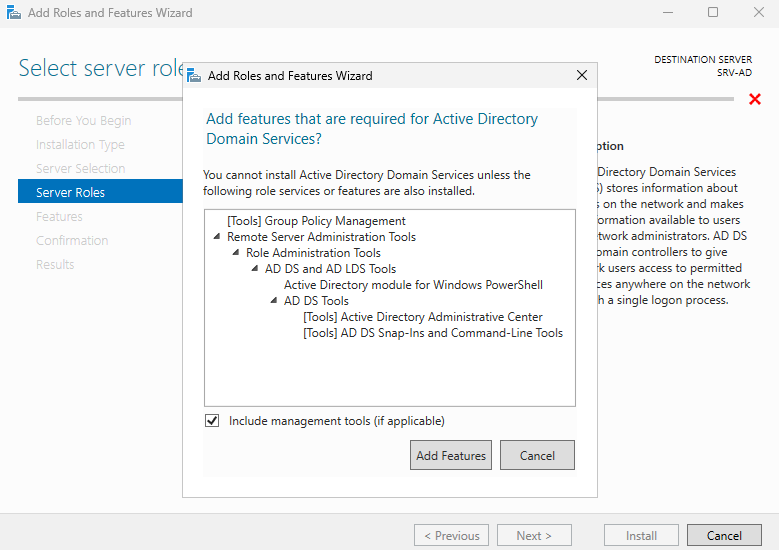 Add Roles and Features Wizard
Select server role
DESTINATION SERVER
SRV-AD
Before You Begin
Installation Type
Server Selection
Server Roles
Features
Confirmation
Results
Add Roles and Features Wizard
Add features that are required for Active Directory
Domain Services?
You cannot install Active Directory Domain Services unless the
following role services or features are also installed.
[Tools] Group Policy Management
Remote Server Administration Tools
Role Administration Tools
AD DS and AD LDS Tools
Active Directory module for Windows PowerShell
AD DS Tools
[Tools] Active Directory Administrative Center
[Tools] AD DS Snap-Ins and Command-Line Tools
Include management tools (if applicable)
Add Features
Cancel
ption
Directory Domain Services
S) stores information about
s on the network and makes
ormation available to users
twork administrators. AD DS
omain controllers to give
rk users access to permitted
ces anywhere on the network
h a single logon process.
< Previous
Next >
Install
Cancel